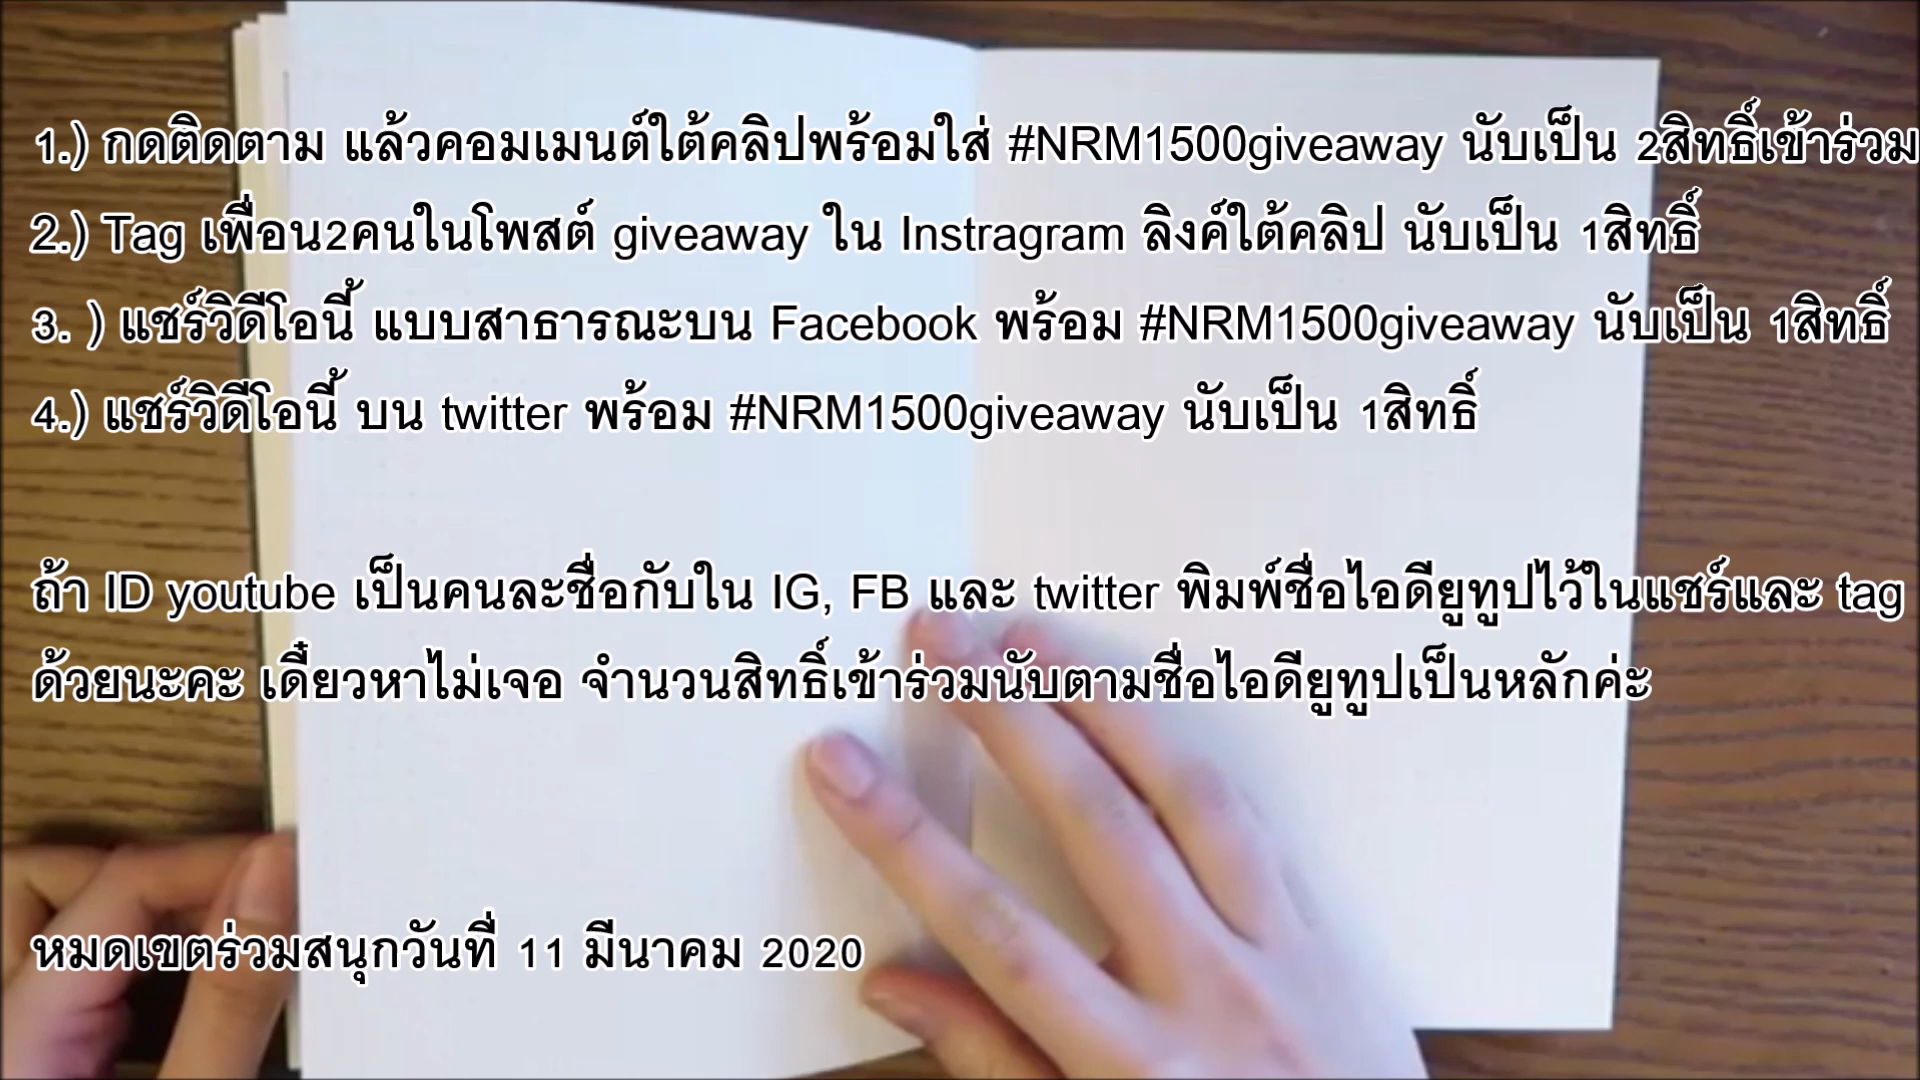 1.) กดติดตาม แล้วคอมเมนต์ใต้คลิปพร้อมใส่ #NRM1500giveaway นับเป็น 2สิทธิ์เข้าร่วม
2.) Tag เพื่อน2คนในโพสต์ giveaway ใน Instragram ลิงค์ใต้คลิป นับเป็น 1สิทธิ์
3. ) แชร์วิดีโอนี้ แบบสาธารณะบน Facebook พร้อม #NRM1500giveaway นับเป็น 1สิทธิ์
4.) แชร์วิดีโอนี้ บน twitter พร้อม #NRM1500giveaway นับเป็น 1สิทธิ์
ถ้า ID youtube เป็นคนละชื่อกับใน IG, FB และ twitter พิมพ์ชื่อไอดียูทูปไว้ในแชร์และ tag
ด้วยนะคะ เดี๋ยวหาไม่เจอ จำนวนสิทธิ์เข้าร่วมนับตามชื่อไอดียูทูปเป็นหลักค่ะ
หมดเขตร่วมสนุกวันที่ 11 มีนาคม 2020